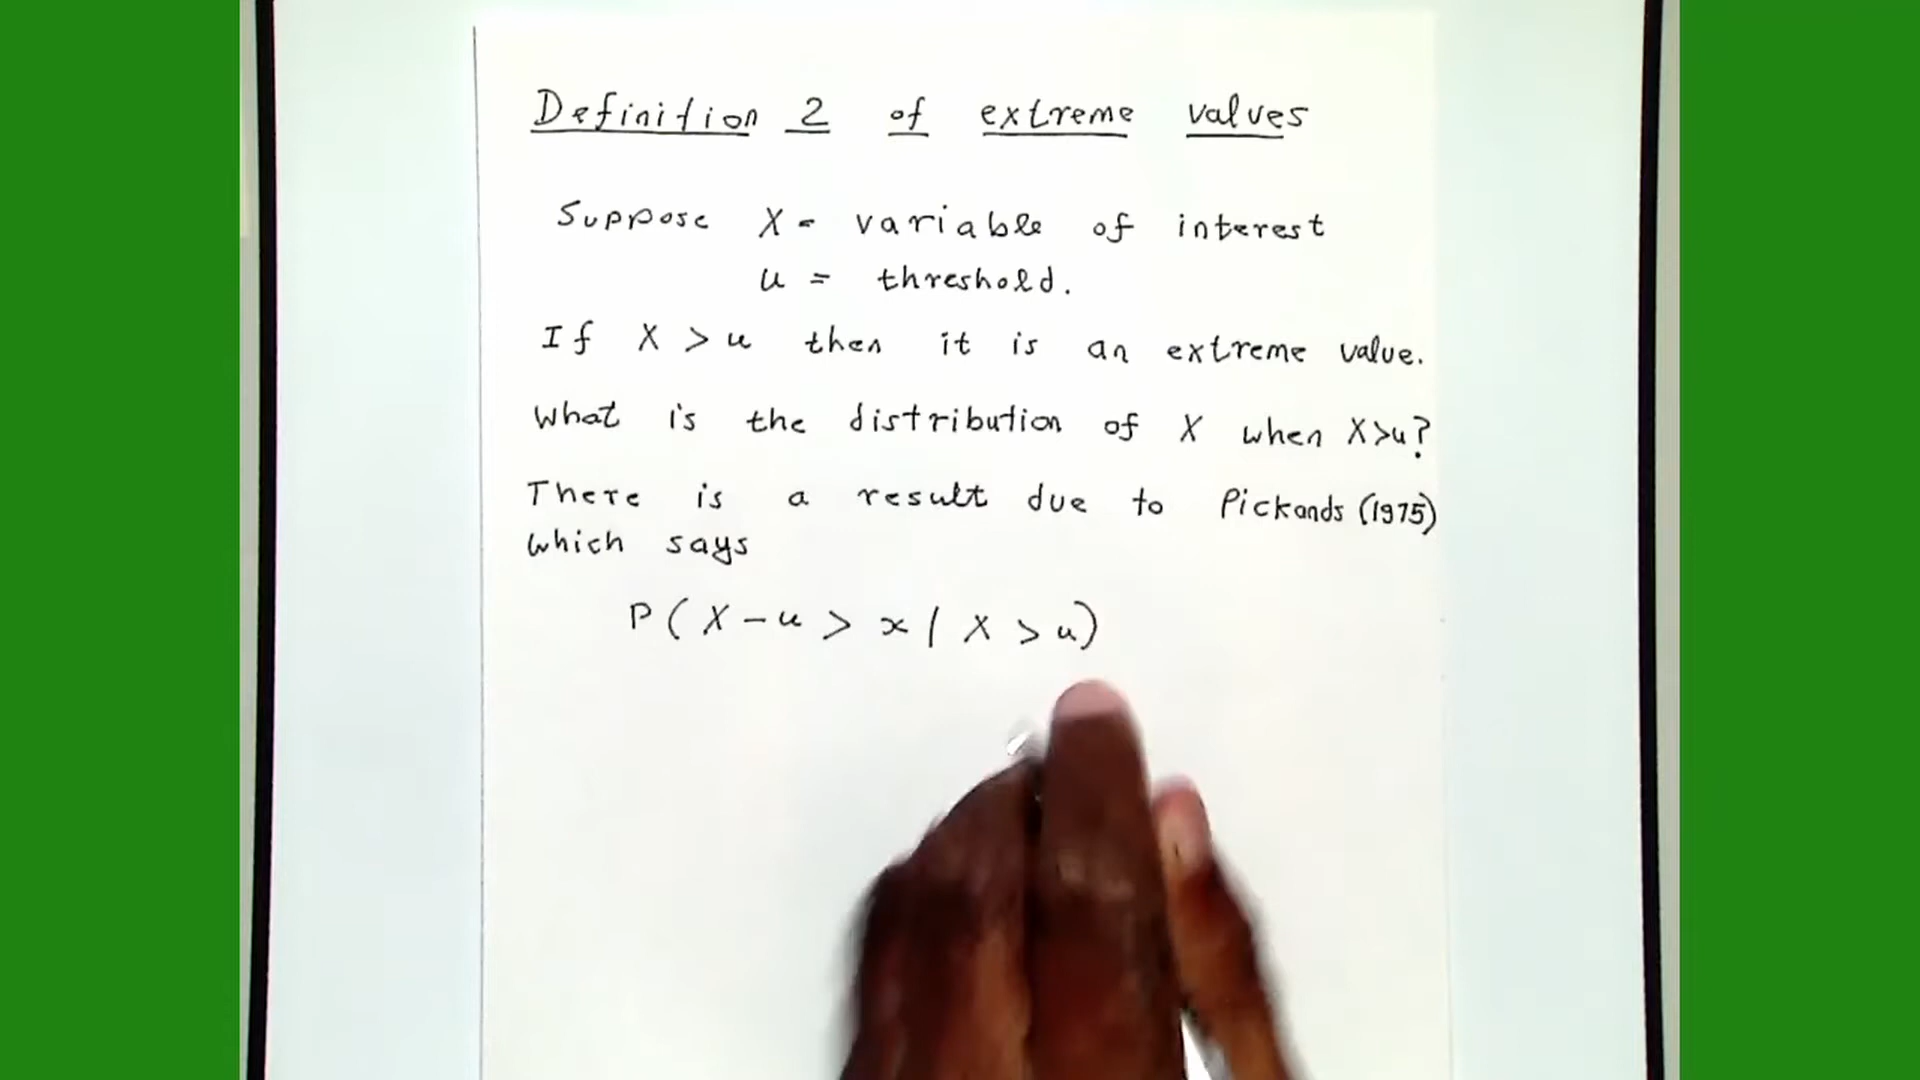 Definition 2 of extreme values
Suppose X = variable of interest
u = threshold.
If X > u then it is an extreme value.
What is the distribution of X when X>u?
There is a result due to Pickands (1975)
which says
P ( X - u > x | X > u)